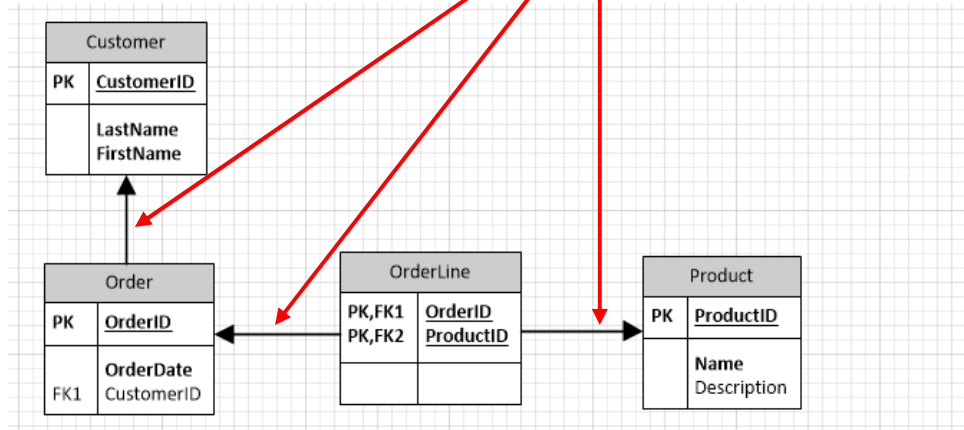 Customer
PK CustomerID
LastName
FirstName
Order
PK OrderID
OrderDate
FK1 CustomerID
OrderLine
PK,FK1 OrderID
PK,FK2 ProductID
Product
PK ProductID
Name
Description